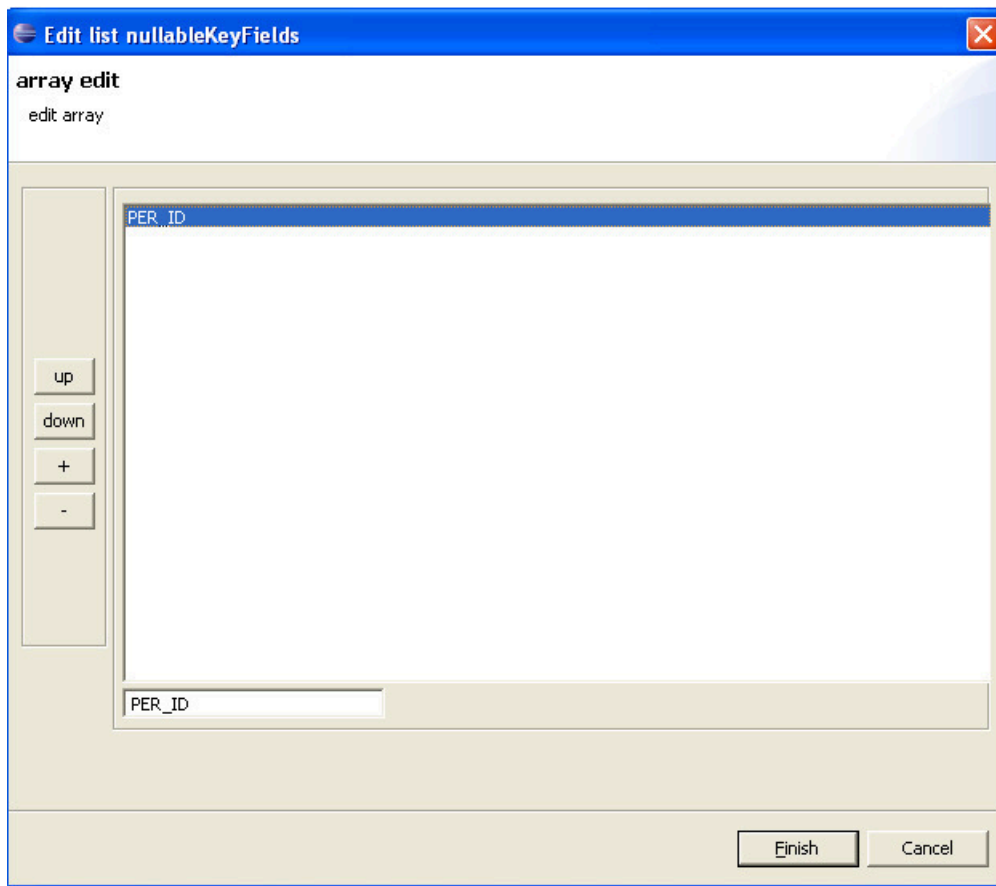 Edit list nullableKeyFields
array edit
edit array
PER_ID
up
down
+
-
PER_ID
Finish
Cancel